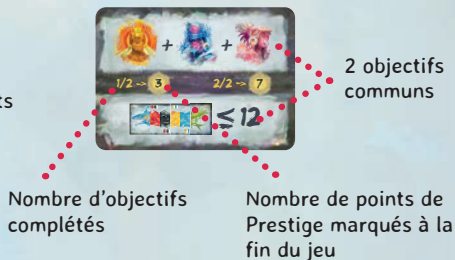 + +
1/2 -> 3 2/2 -> 7
≤ 12
2 objectifs
communs
ts
Nombre d'objectifs
complétés
Nombre de points de
Prestige marqués à la
fin du jeu